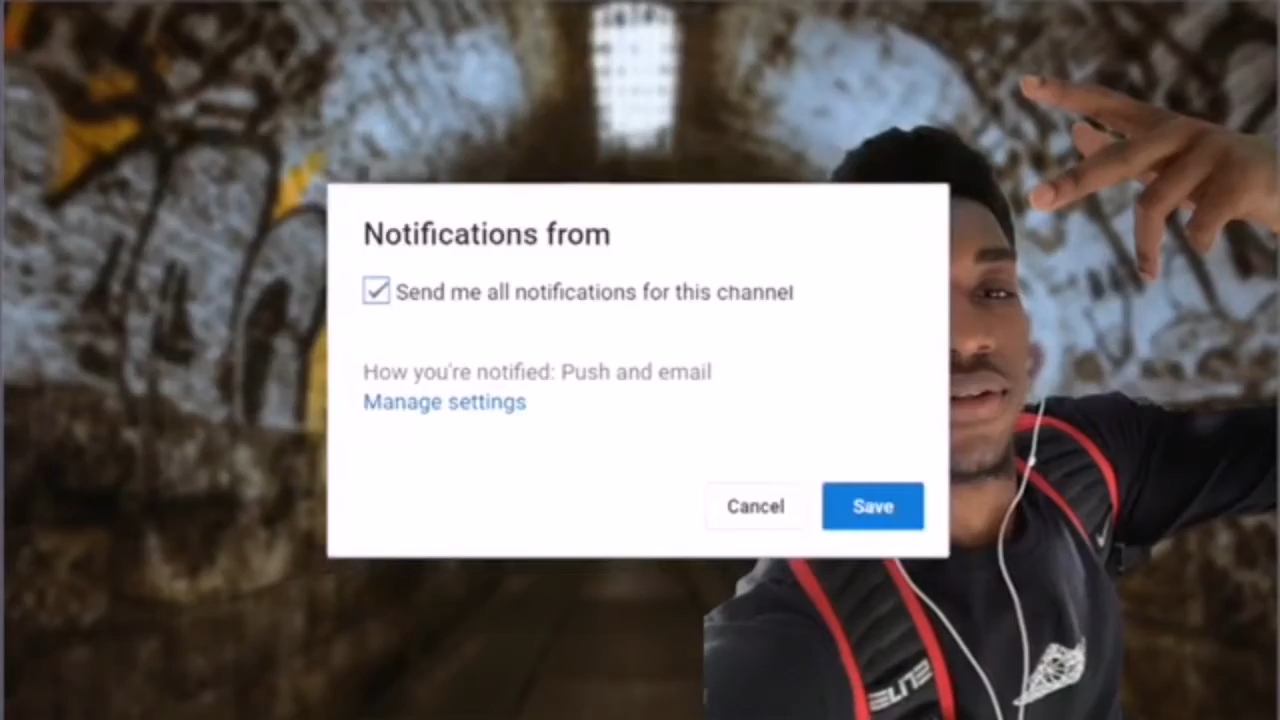 Notifications from
Send me all notifications for this channel
How you're notified: Push and email
Manage settings
Cancel
Save
ELITE